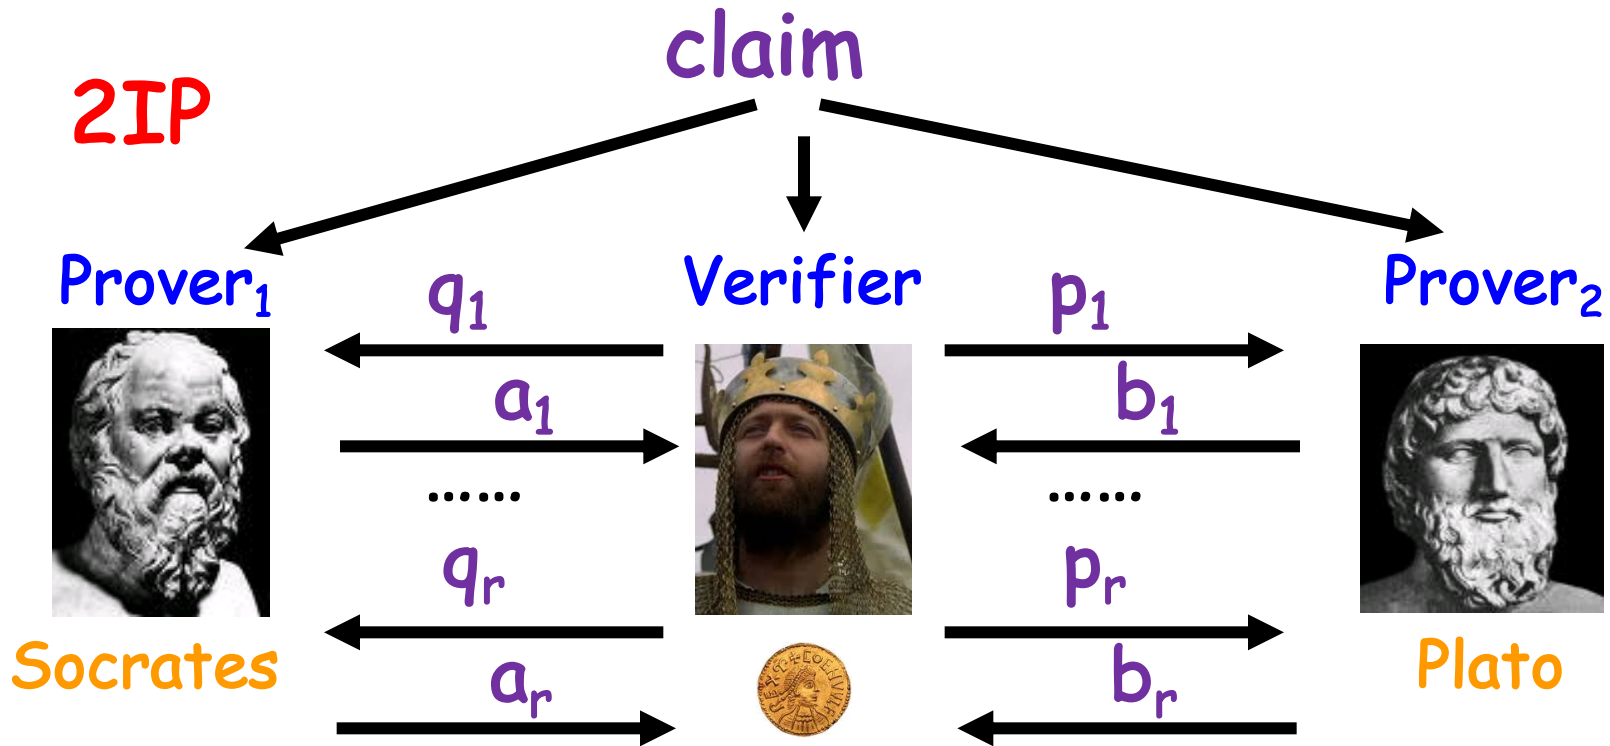 claim
2IP
Prover₁
q₁
Verifier
p₁
Prover₂
a₁
b₁
.......
.......
qᵣ
pᵣ
Socrates
aᵣ
bᵣ
Plato